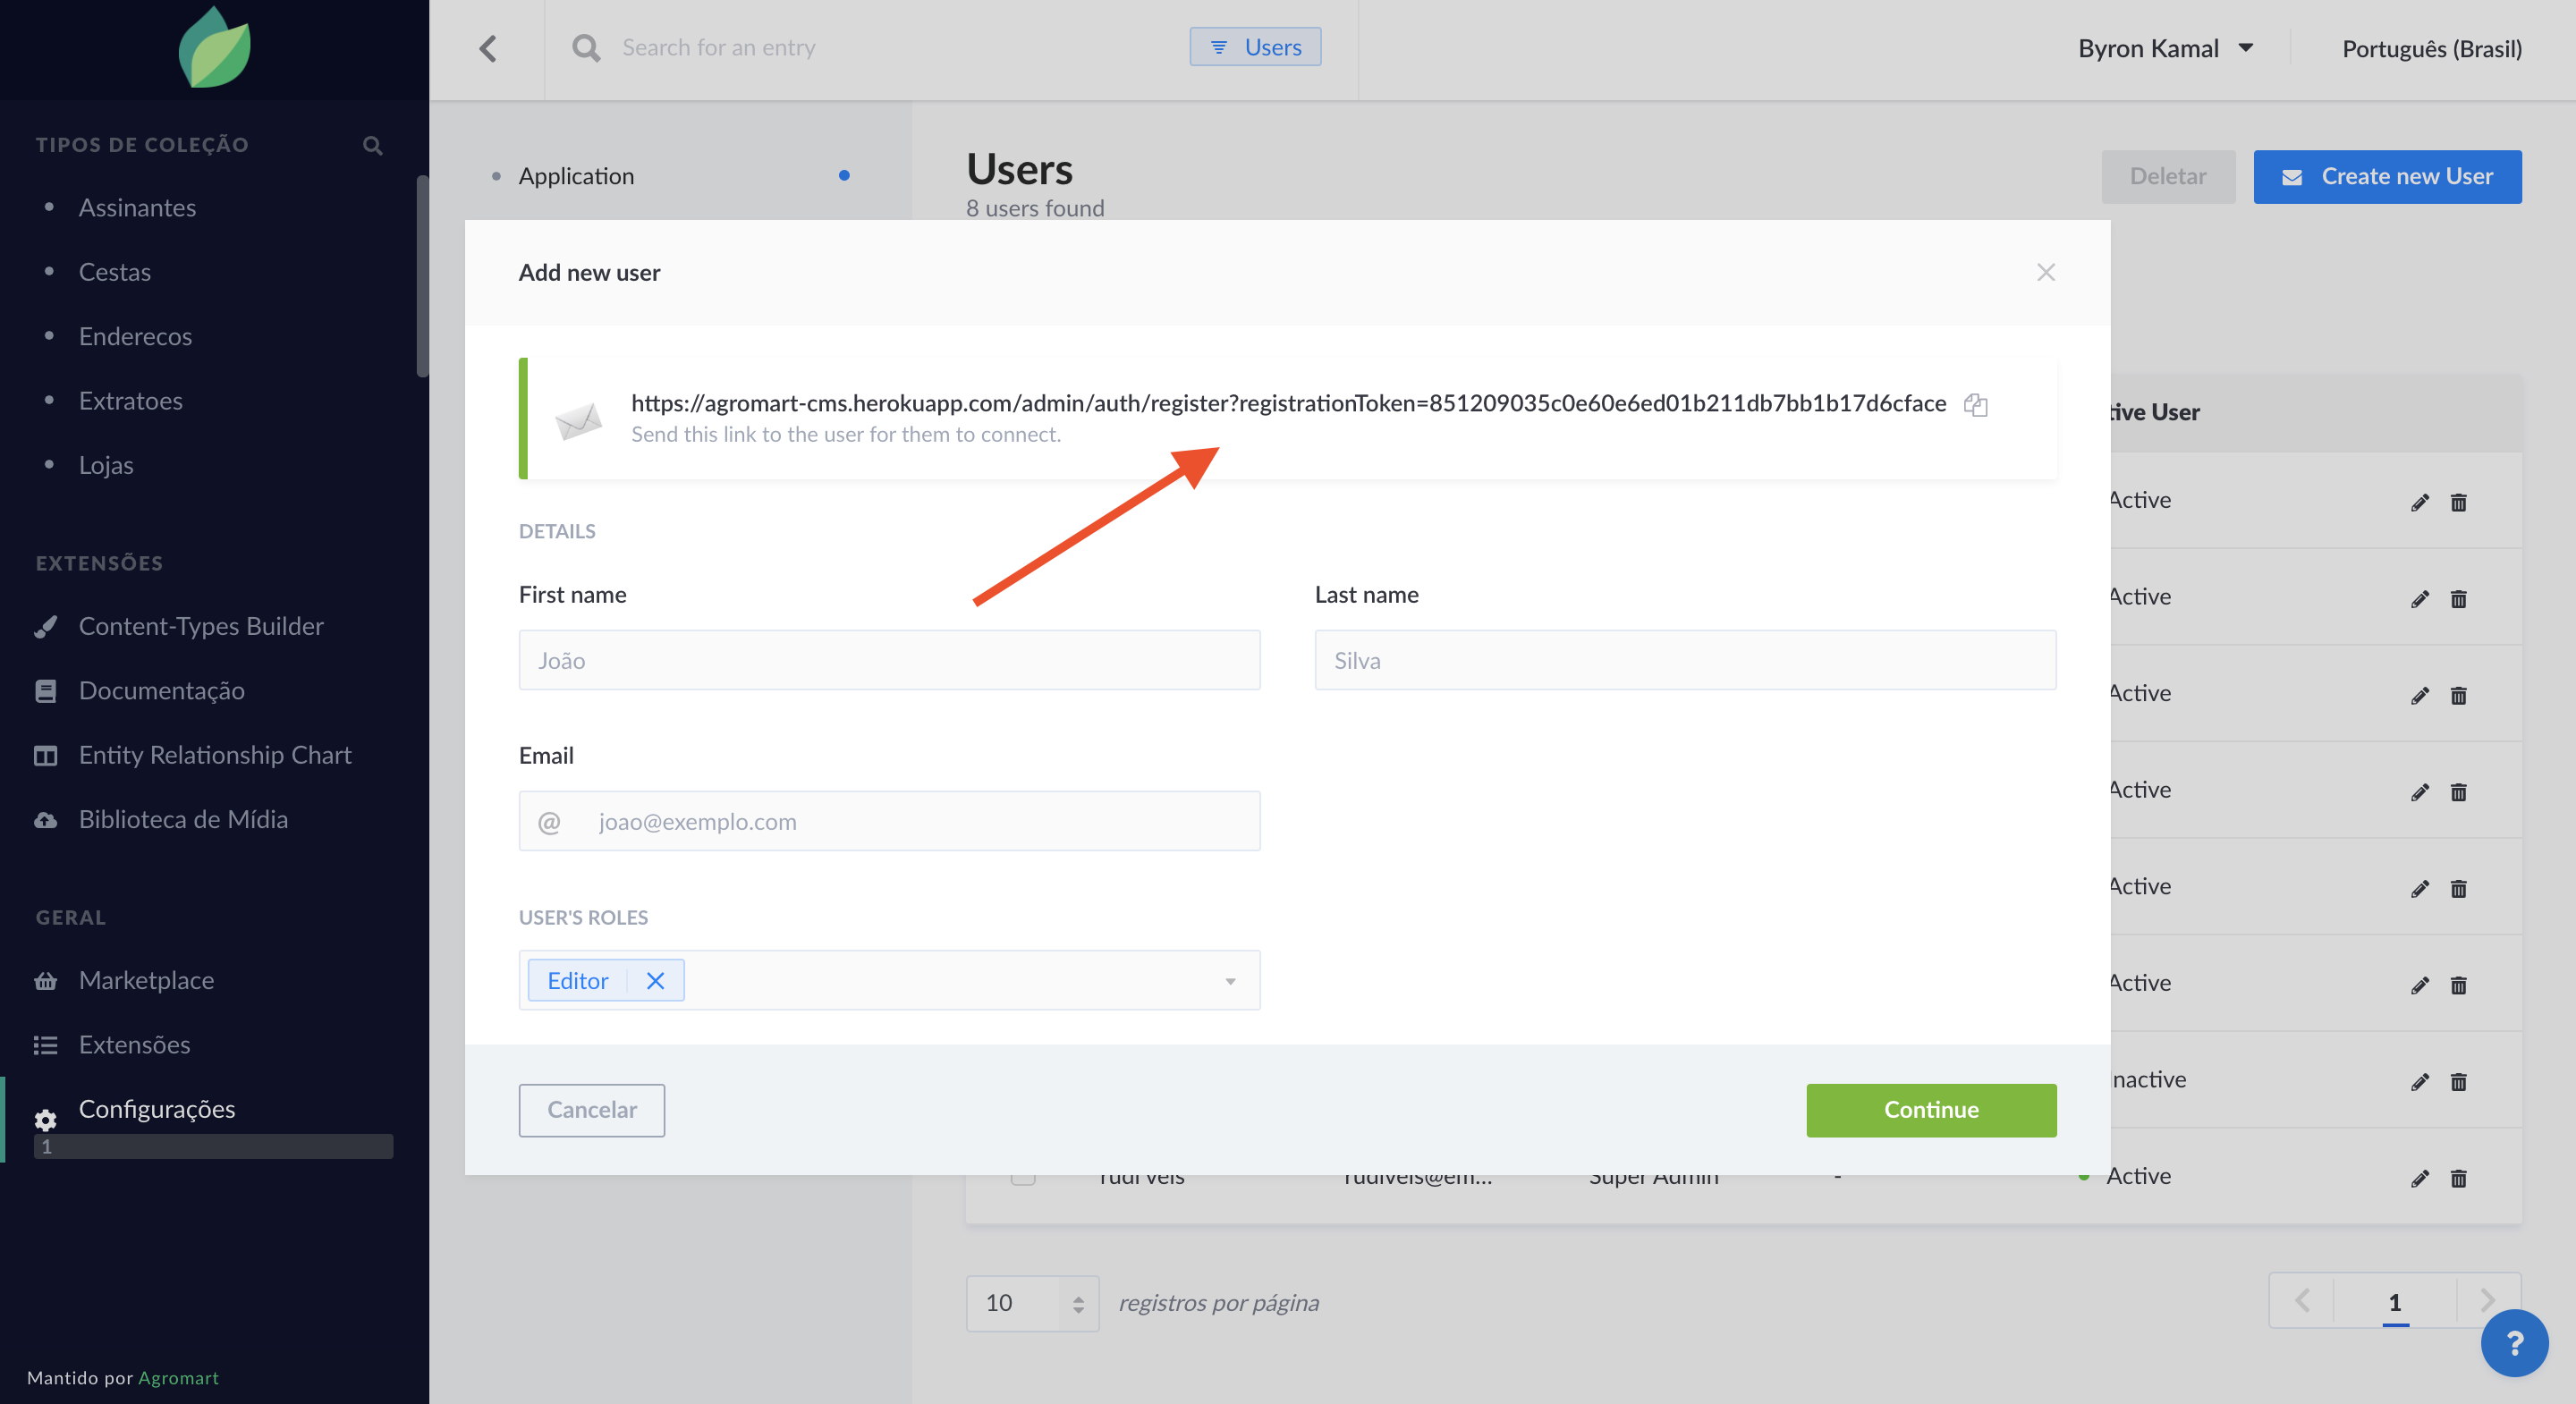 Search for an entry
Users
Byron Kamal
Português (Brasil)
TIPOS DE COLEÇÃO
Assinantes
Cestas
Enderecos
Extratoes
Lojas
EXTENSÕES
Content-Types Builder
Documentação
Entity Relationship Chart
Biblioteca de Mídia
GERAL
Marketplace
Extensões
Configurações
1
Mantido por Agromart
Application
Users
8 users found
Deletar
Create new User
Add new user
https://agromart-cms.herokuapp.com/admin/auth/register?registrationToken=851209035c0e60e6ed01b211db7bb1b17d6cface
Send this link to the user for them to connect.
DETAILS
First name
Last name
João
Silva
Email
@ joao@exemplo.com
USER'S ROLES
Editor
Cancelar
Continue
tive User
Active
Active
Active
Active
Active
Active
nactive
rudi veis
rudiveis@em...
Super Admin
-
Active
10
registros por página
1
?